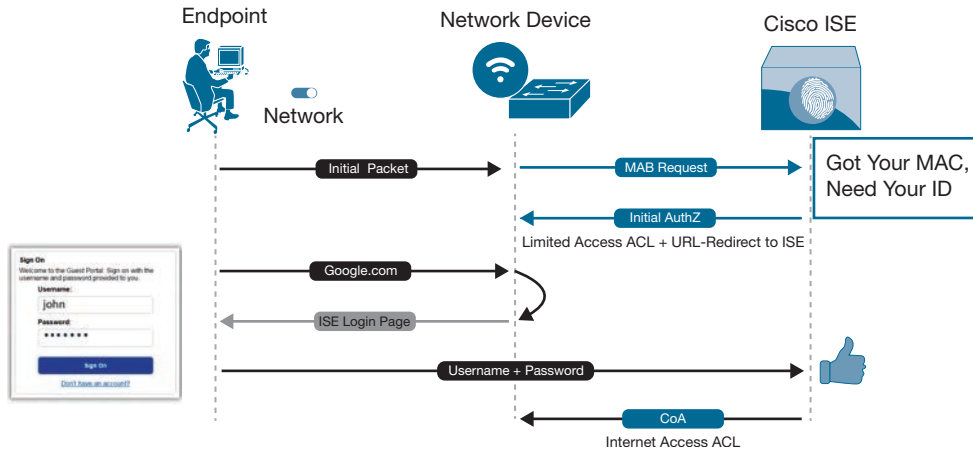 Endpoint
Network Device
Cisco ISE
Network
Initial Packet
MAB Request
Got Your MAC,
Need Your ID
Initial AuthZ
Limited Access ACL + URL-Redirect to ISE
Sign On
Welcome to the Guest Portal. Sign on with the
username and password provided to you.
Username:
john
Password:
Sign On
Don't have an account?
Google.com
ISE Login Page
Username + Password
CoA
Internet Access ACL